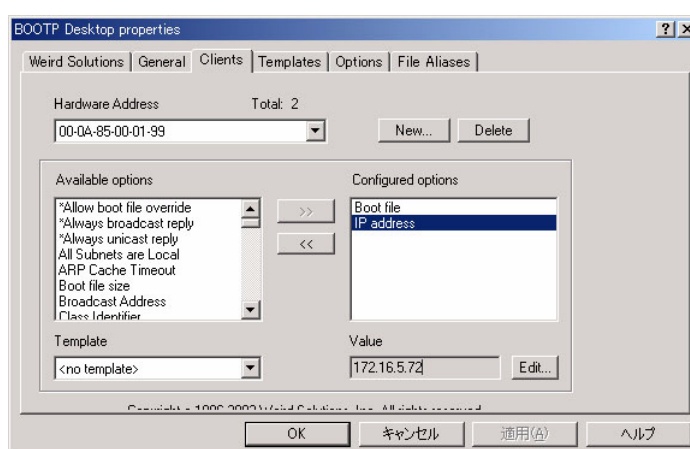 BOOTP Desktop properties
Weird Solutions General Clients Templates Options File Aliases
Hardware Address Total: 2
00-0A-85-00-01-99 New... Delete
Available options Configured options
*Allow boot file override
*Always broadcast reply
*Always unicast reply
All Subnets are Local
ARP Cache Timeout
Boot file size
Broadcast Address
Class Identifier
>>
<<
Boot file
IP address
Template Value
<no template> 172.16.5.72 Edit...
OK キャンセル 適用(A) ヘルプ